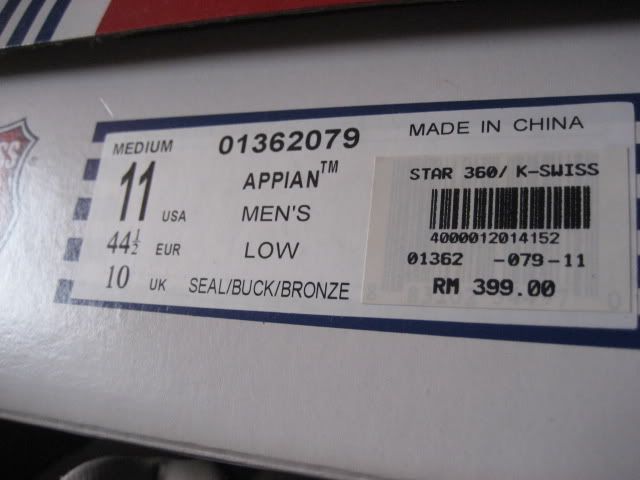 MEDIUM 01362079 MADE IN CHINA
11 USA
APPIAN™
MEN'S
44½ EUR
LOW
10 UK
SEAL/BUCK/BRONZE
STAR 360/ K-SWISS
4000012014152
01362 -079-11
RM 399.00